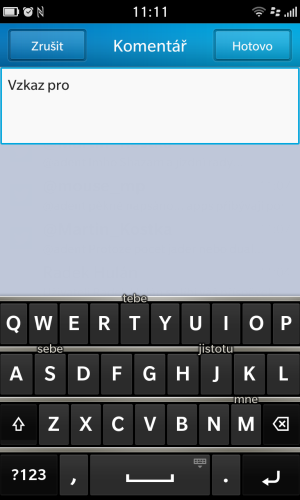 11:11
Zrušit Komentář Hotovo
Vzkaz pro
tebe
Q W E R T Y U I O P
sebe jistotu
A S D F G H J K L
mne
Z X C V B N M
?123 , .